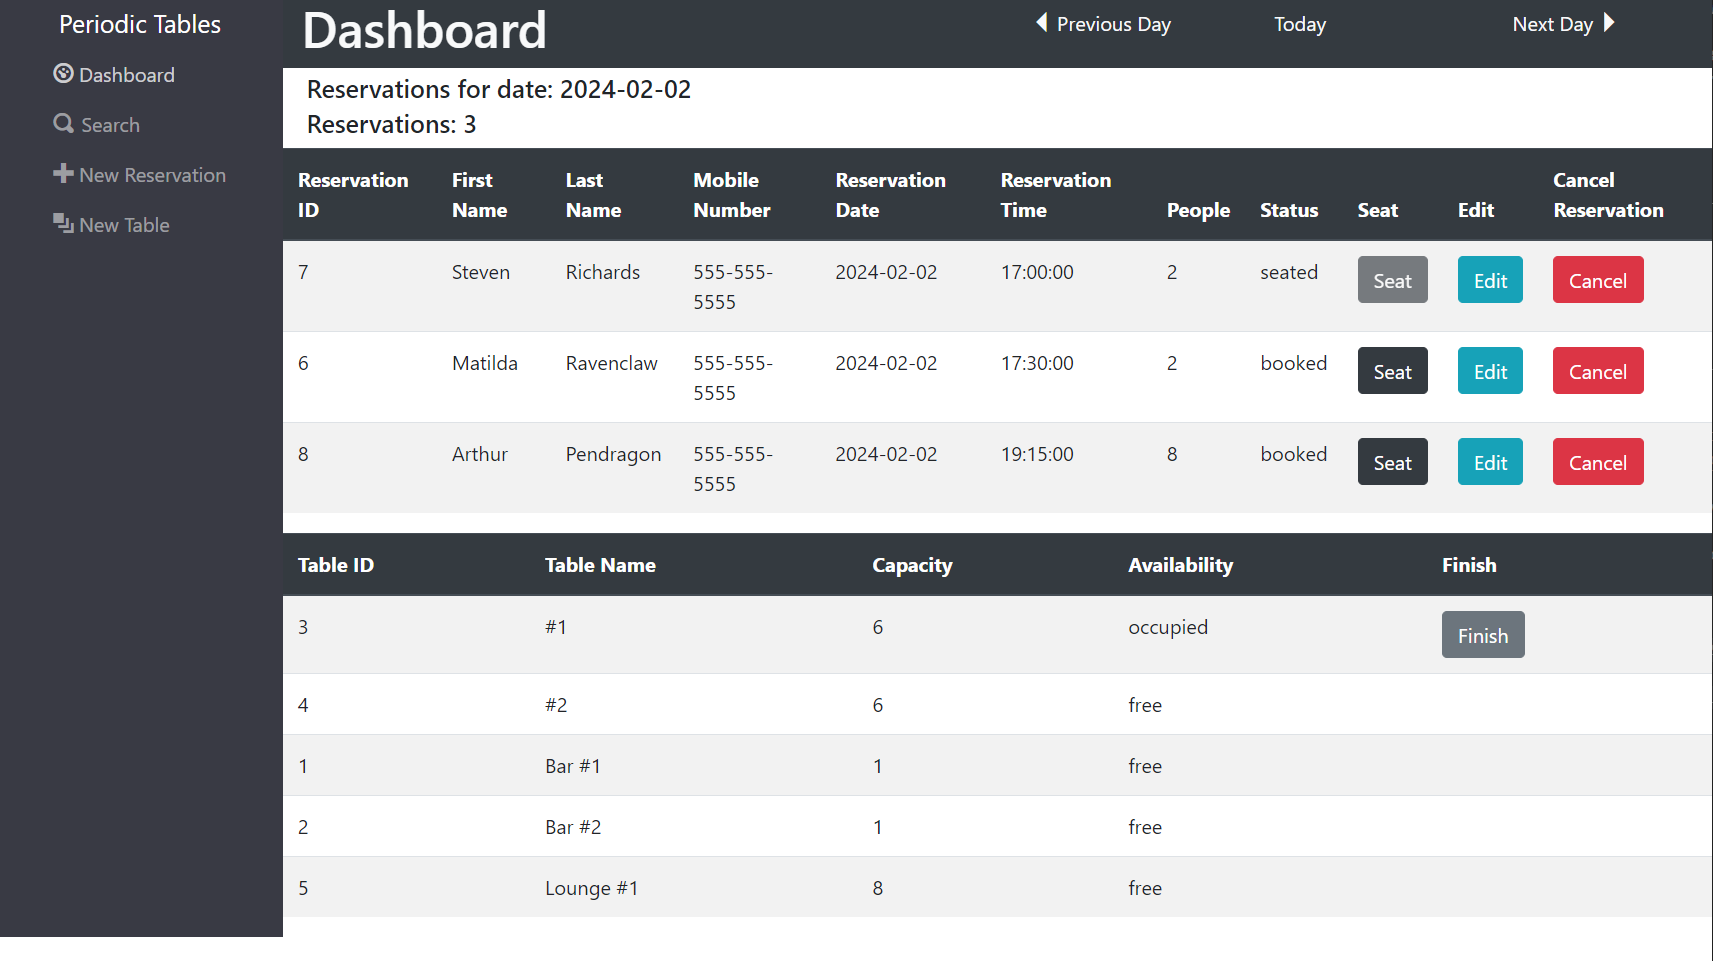 Periodic Tables
Dashboard
Search
New Reservation
New Table
Dashboard
Previous Day Today Next Day
Reservations for date: 2024-02-02
Reservations: 3
Reservation ID First Name Last Name Mobile Number Reservation Date Reservation Time People Status Seat Edit Cancel Reservation
7 Steven Richards 555-555-5555 2024-02-02 17:00:00 2 seated Seat Edit Cancel
6 Matilda Ravenclaw 555-555-5555 2024-02-02 17:30:00 2 booked Seat Edit Cancel
8 Arthur Pendragon 555-555-5555 2024-02-02 19:15:00 8 booked Seat Edit Cancel
Table ID Table Name Capacity Availability Finish
3 #1 6 occupied Finish
4 #2 6 free
1 Bar #1 1 free
2 Bar #2 1 free
5 Lounge #1 8 free